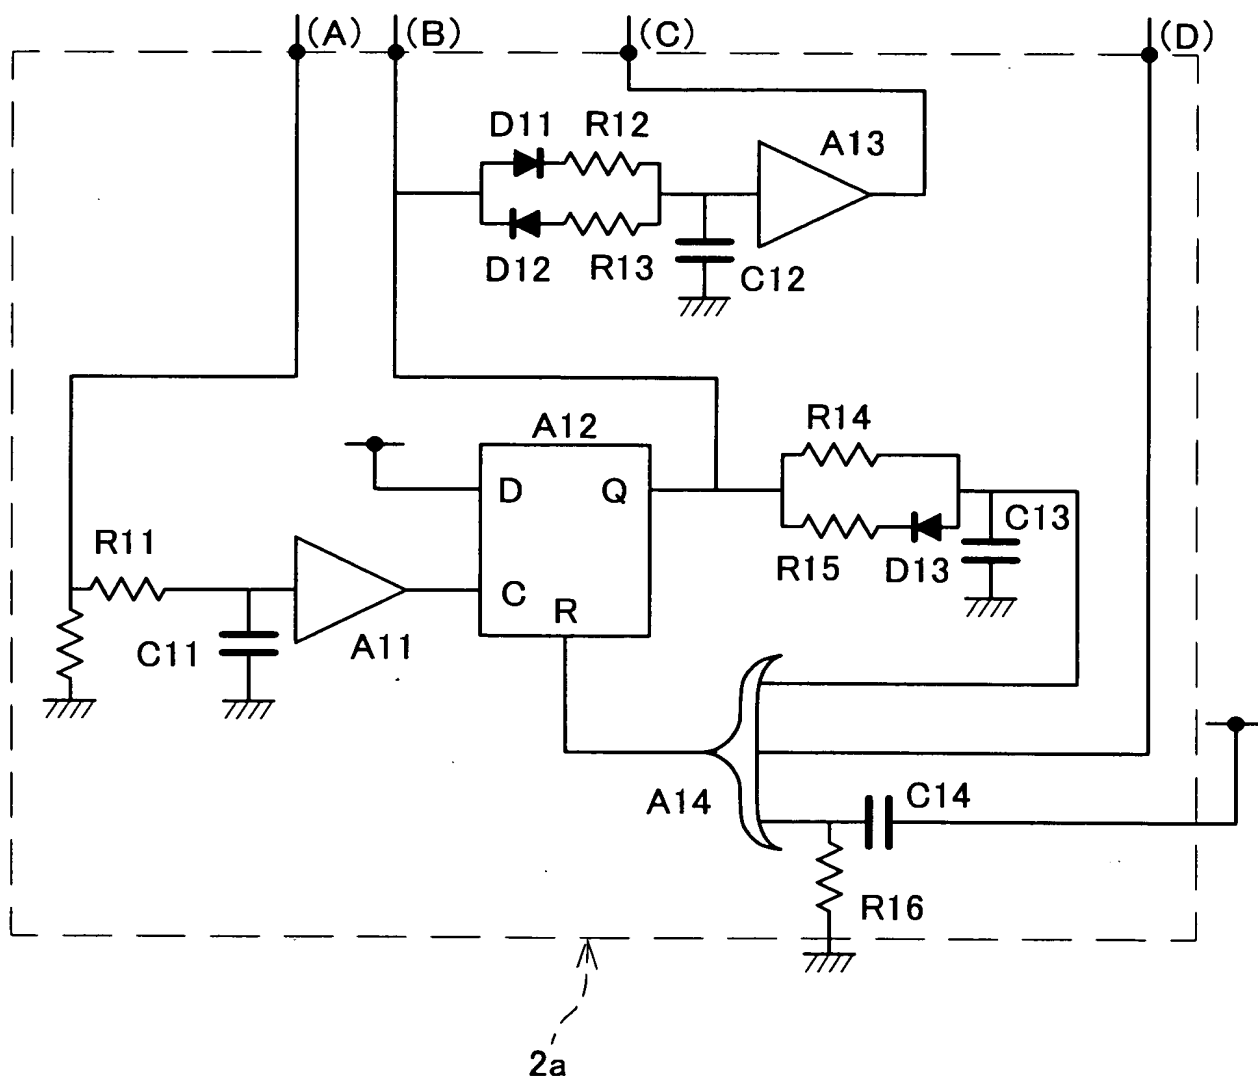 (A) (B) (C) (D)
D11 R12 A13
D12 R13 C12
A12 R14
D Q
R11 C13
R15 D13
C
R
C11 A11
A14 C14
R16
2a